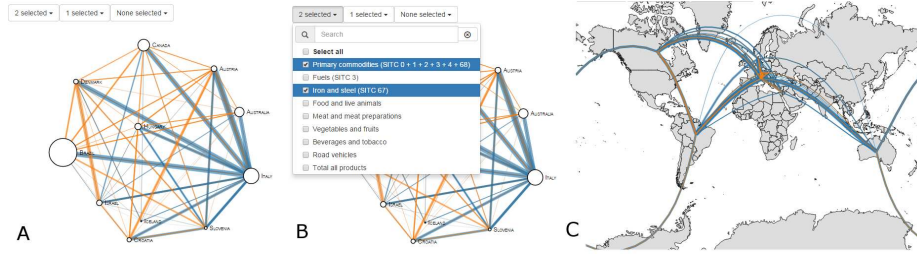 2 selected
1 selected
None selected
CANADA
DENMARK
AUSTRIA
AUSTRALIA
HUNGARY
BRAZIL
ITALY
ISRAEL
ICELAND
SLOVENIA
CROATIA
A
2 selected
1 selected
None selected
Search
Select all
Primary commodities (SITC 0 + 1 + 2 + 3 + 4 + 68)
Fuels (SITC 3)
Iron and steel (SITC 67)
Food and live animals
Meat and meat preparations
Vegetables and fruits
Beverages and tobacco
Road vehicles
Total all products
AUSTRIA
AUSTRALIA
ITALY
ISRAEL
ICELAND
SLOVENIA
CROATIA
B
C